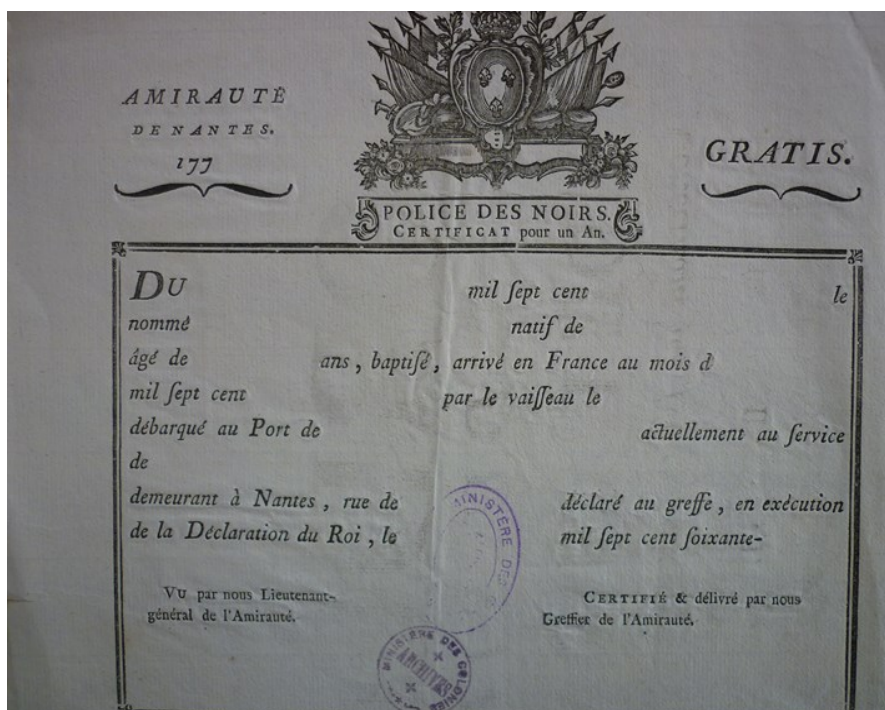 AMIRAUTÉ
DE NANTES.
177
GRATIS.
POLICE DES NOIRS.
CERTIFICAT pour un An.
DU mil ſept cent le
nommé natif de
âgé de ans, baptiſé, arrivé en France au mois d
mil ſept cent par le vaiſſeau le
débarqué au Port de actuellement au ſervice
de
demeurant à Nantes, rue de déclaré au greffe, en exécution
de la Déclaration du Roi, le mil ſept cent ſoixante-
VU par nous Lieutenant-
général de l'Amirauté.
CERTIFIÉ & délivré par nous
Greffier de l'Amirauté.
MINISTÈRE DES
MINISTÈRE DES COLONIES
ARCHIVES